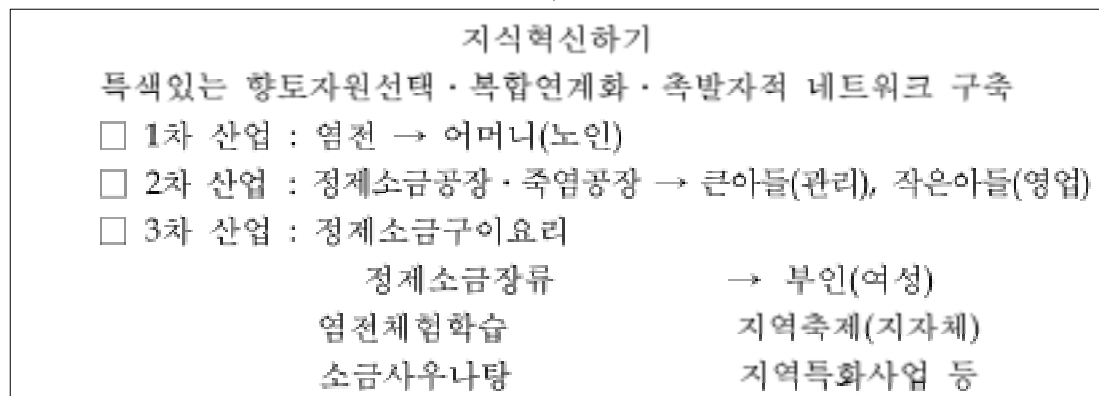 지식혁신하기
특색있는 향토자원선택·복합연계화·촉발자적 네트워크 구축
□ 1차 산업 : 염전 → 어머니(노인)
□ 2차 산업 : 정제소금공장·죽염공장 → 큰아들(관리), 작은아들(영업)
□ 3차 산업 : 정제소금구이요리
정제소금장류 → 부인(여성)
염전체험학습 지역축제(지자체)
소금사우나탕 지역특화사업 등